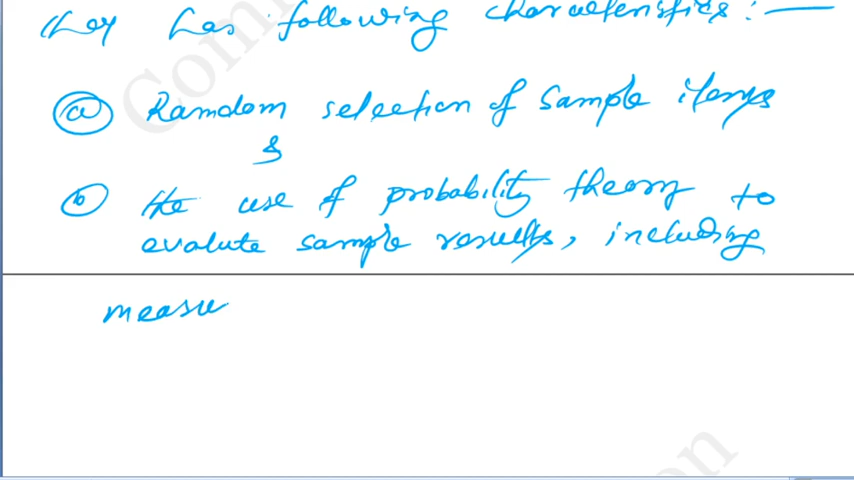 that has following characteristics:—
(a) Random selection of sample items
&
(b) the use of probability theory to
evalute sample results, including
measu